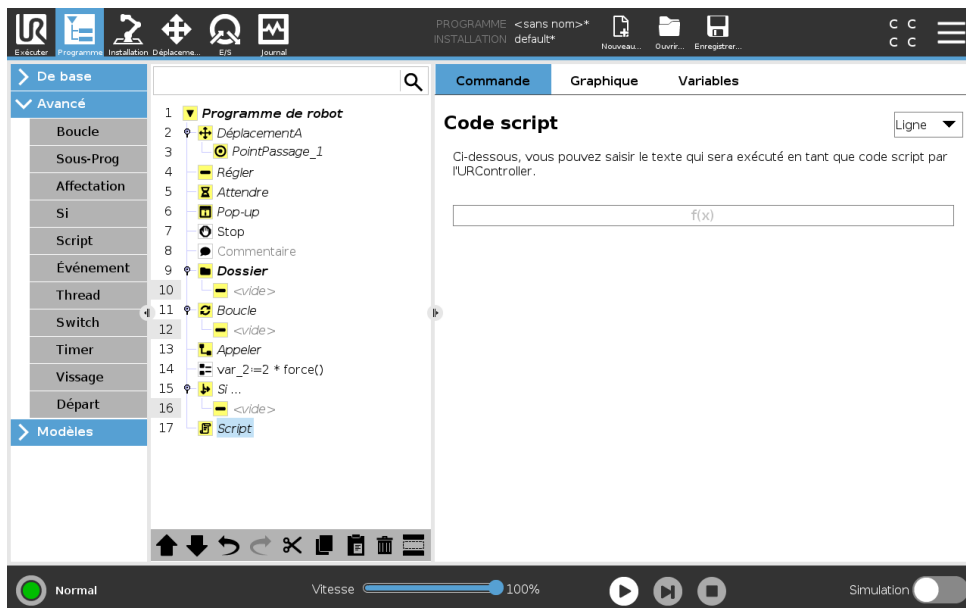 UR
Exécuter
Programme
Installation
Déplaceme...
E/S
Journal
PROGRAMME <sans nom>*
INSTALLATION default*
Nouveau...
Ouvrir...
Enregistrer...
C C
C C
De base
Avancé
Boucle
Sous-Prog
Affectation
Si
Script
Événement
Thread
Switch
Timer
Vissage
Départ
Modèles
1 Programme de robot
2 DéplacementA
3 PointPassage_1
4 Régler
5 Attendre
6 Pop-up
7 Stop
8 Commentaire
9 Dossier
10 <vide>
11 Boucle
12 <vide>
13 Appeler
14 var_2:=2 * force()
15 Si ...
16 <vide>
17 Script
Commande
Graphique
Variables
Code script
Ligne
Ci-dessous, vous pouvez saisir le texte qui sera exécuté en tant que code script par
l'URController.
f(x)
Normal
Vitesse
100%
Simulation